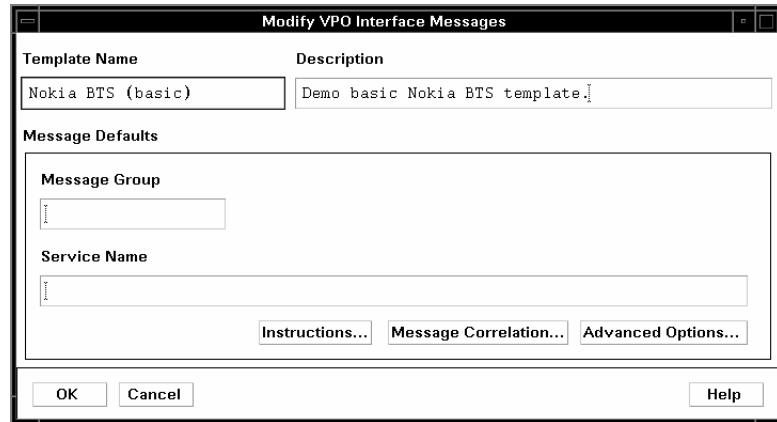 Modify VPO Interface Messages
Template Name Description
Nokia BTS (basic) Demo basic Nokia BTS template.
Message Defaults
Message Group
Service Name
Instructions... Message Correlation... Advanced Options...
OK Cancel Help